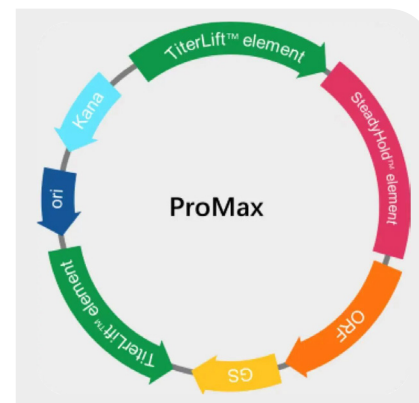 TiterLift™ element
SteadyHold™ element
ORF
GS
TiterLift™ element
ori
Kana
ProMax